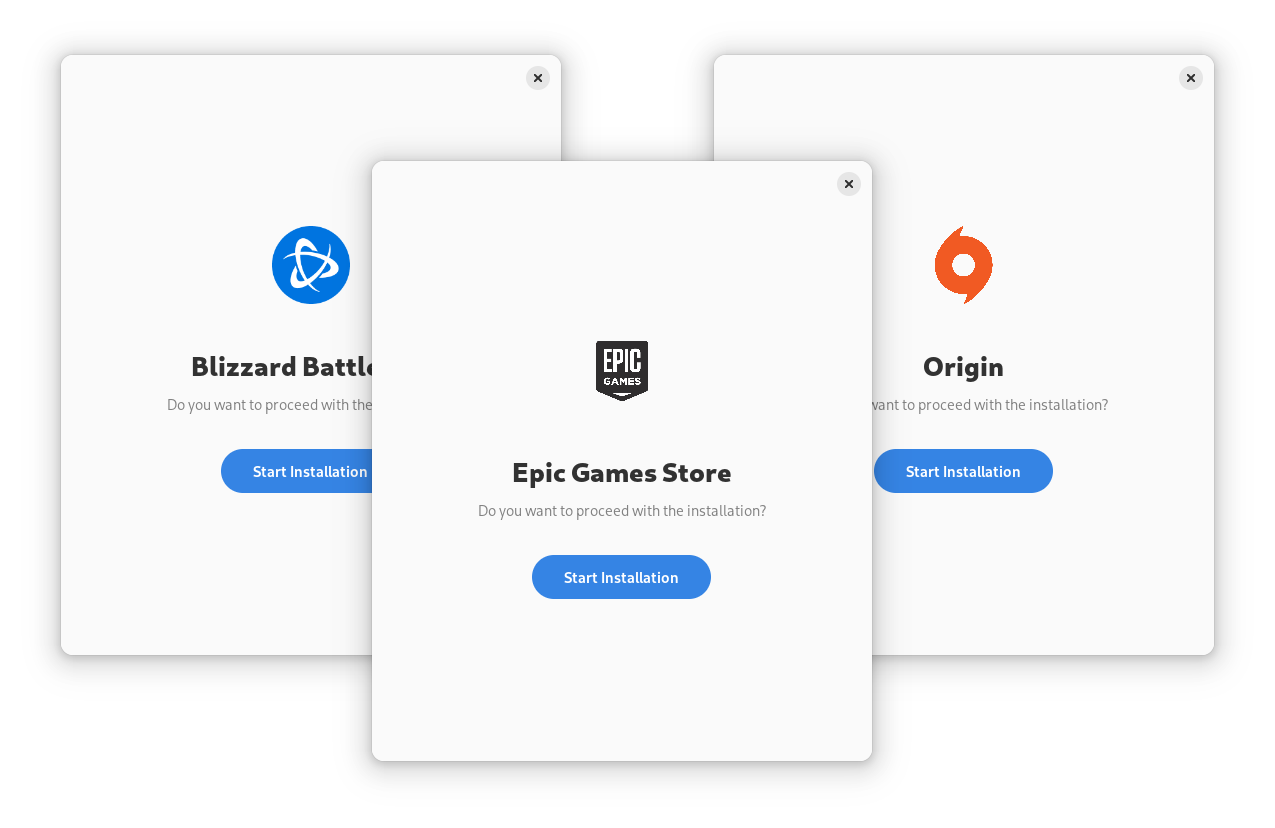 Blizzard Battle
Do you want to proceed with the
Start Installation
EPIC
GAMES
Epic Games Store
Do you want to proceed with the installation?
Start Installation
Origin
want to proceed with the installation?
Start Installation